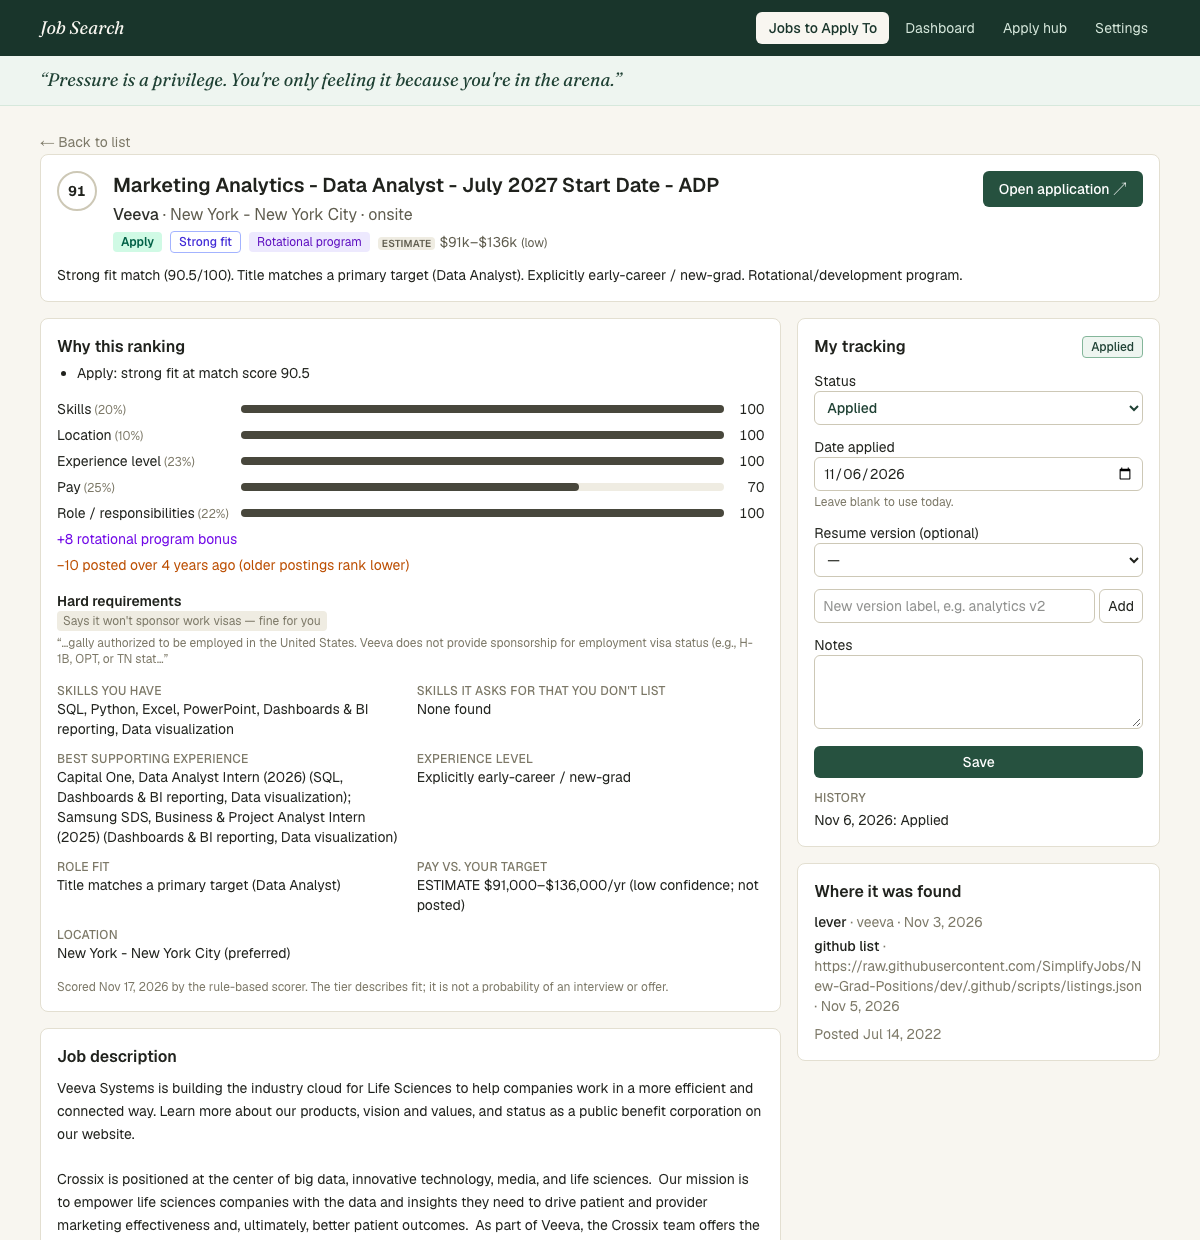 Job Search
Jobs to Apply To
Dashboard
Apply hub
Settings
“Pressure is a privilege. You're only feeling it because you're in the arena.”
← Back to list
91
Marketing Analytics - Data Analyst - July 2027 Start Date - ADP
Open application ↗
Veeva · New York - New York City · onsite
Apply
Strong fit
Rotational program
ESTIMATE $91k–$136k (low)
Strong fit match (90.5/100). Title matches a primary target (Data Analyst). Explicitly early-career / new-grad. Rotational/development program.
Why this ranking
• Apply: strong fit at match score 90.5
Skills (20%) 100
Location (10%) 100
Experience level (23%) 100
Pay (25%) 70
Role / responsibilities (22%) 100
+8 rotational program bonus
−10 posted over 4 years ago (older postings rank lower)
Hard requirements
Says it won't sponsor work visas — fine for you
“…gally authorized to be employed in the United States. Veeva does not provide sponsorship for employment visa status (e.g., H-
1B, OPT, or TN stat…”
SKILLS YOU HAVE
SQL, Python, Excel, PowerPoint, Dashboards & BI
reporting, Data visualization
SKILLS IT ASKS FOR THAT YOU DON'T LIST
None found
BEST SUPPORTING EXPERIENCE
Capital One, Data Analyst Intern (2026) (SQL,
Dashboards & BI reporting, Data visualization);
Samsung SDS, Business & Project Analyst Intern
(2025) (Dashboards & BI reporting, Data visualization)
EXPERIENCE LEVEL
Explicitly early-career / new-grad
ROLE FIT
Title matches a primary target (Data Analyst)
PAY VS. YOUR TARGET
ESTIMATE $91,000–$136,000/yr (low confidence; not
posted)
LOCATION
New York - New York City (preferred)
Scored Nov 17, 2026 by the rule-based scorer. The tier describes fit; it is not a probability of an interview or offer.
Job description
Veeva Systems is building the industry cloud for Life Sciences to help companies work in a more efficient and
connected way. Learn more about our products, vision and values, and status as a public benefit corporation on
our website.
Crossix is positioned at the center of big data, innovative technology, media, and life sciences.  Our mission is
to empower life sciences companies with the data and insights they need to drive patient and provider
marketing effectiveness and, ultimately, better patient outcomes.  As part of Veeva, the Crossix team offers the
My tracking
Applied
Status
Applied
Date applied
11/06/2026
Leave blank to use today.
Resume version (optional)
—
New version label, e.g. analytics v2
Add
Notes
Save
HISTORY
Nov 6, 2026: Applied
Where it was found
lever · veeva · Nov 3, 2026
github list ·
https://raw.githubusercontent.com/SimplifyJobs/N
ew-Grad-Positions/dev/.github/scripts/listings.json
· Nov 5, 2026
Posted Jul 14, 2022